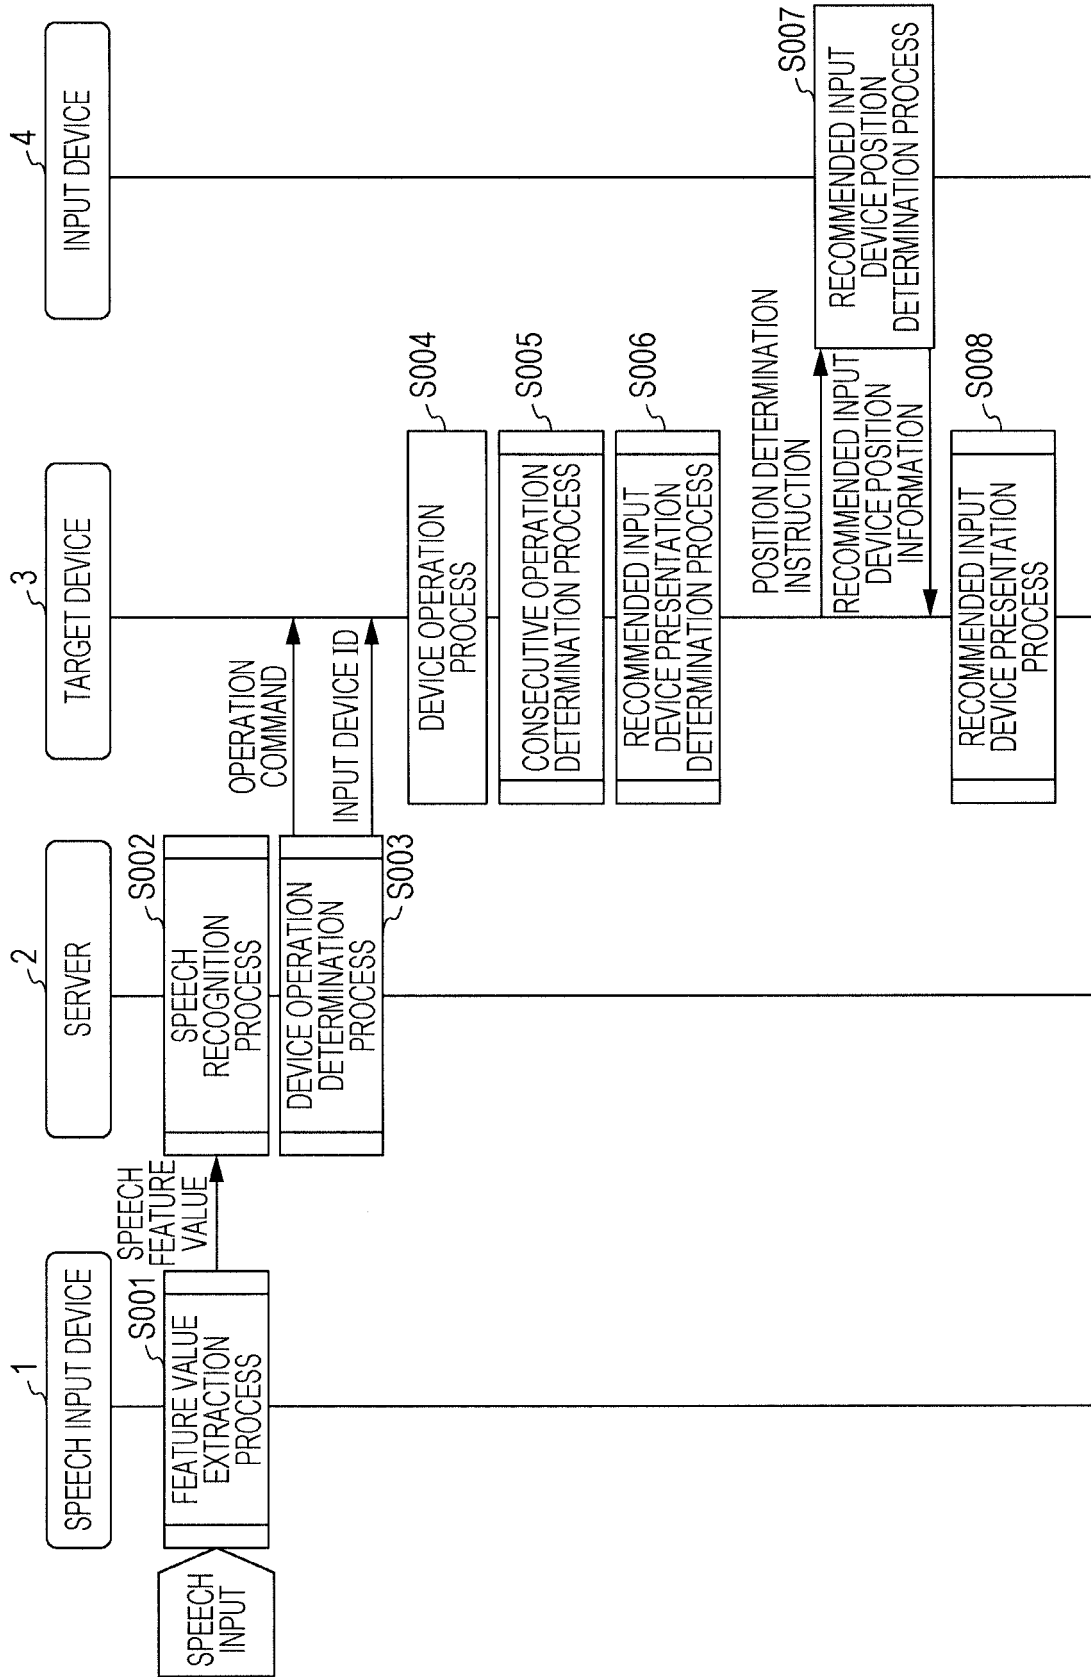 1
SPEECH INPUT DEVICE
2
SERVER
3
TARGET DEVICE
4
INPUT DEVICE
SPEECH
INPUT
S001
FEATURE VALUE
EXTRACTION
PROCESS
SPEECH
FEATURE
VALUE
S002
SPEECH
RECOGNITION
PROCESS
DEVICE OPERATION
DETERMINATION
PROCESS
S003
OPERATION
COMMAND
INPUT DEVICE ID
S004
DEVICE OPERATION
PROCESS
S005
CONSECUTIVE OPERATION
DETERMINATION PROCESS
S006
RECOMMENDED INPUT
DEVICE PRESENTATION
DETERMINATION PROCESS
POSITION DETERMINATION
INSTRUCTION
S007
RECOMMENDED INPUT
DEVICE POSITION
DETERMINATION PROCESS
RECOMMENDED INPUT
DEVICE POSITION
INFORMATION
S008
RECOMMENDED INPUT
DEVICE PRESENTATION
PROCESS